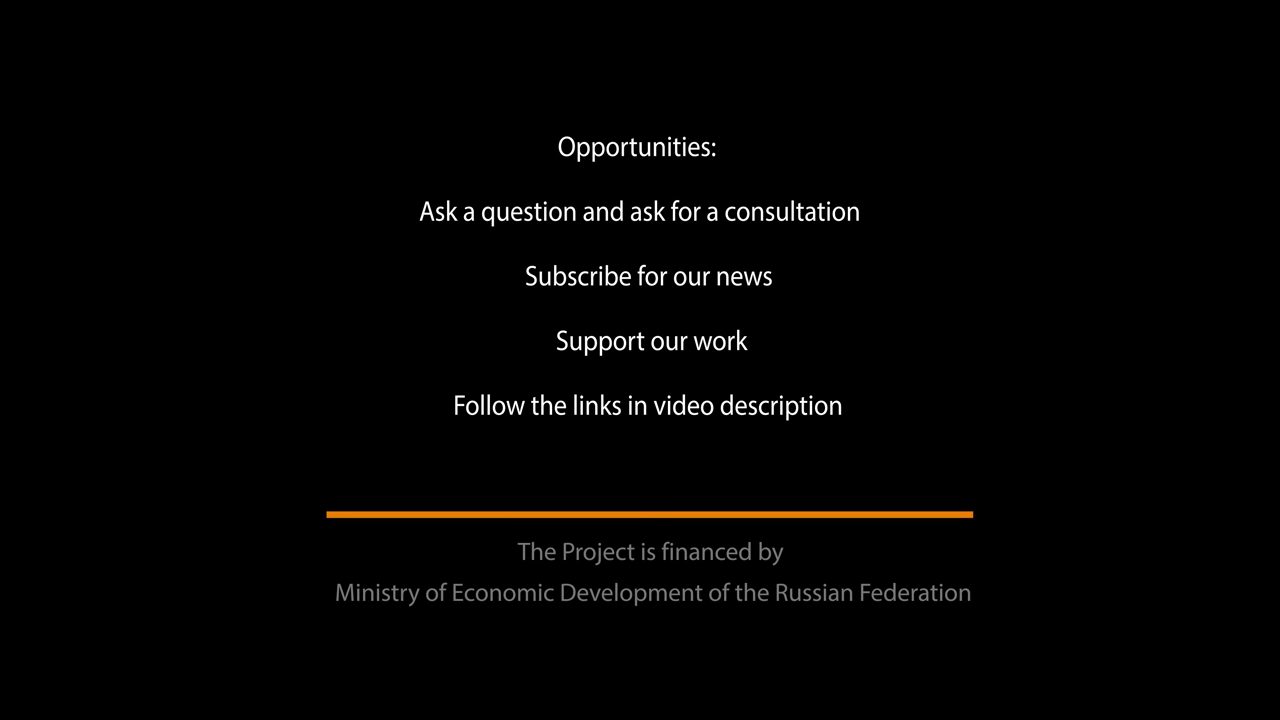 Opportunities:
Ask a question and ask for a consultation
Subscribe for our news
Support our work
Follow the links in video description
The Project is financed by
Ministry of Economic Development of the Russian Federation